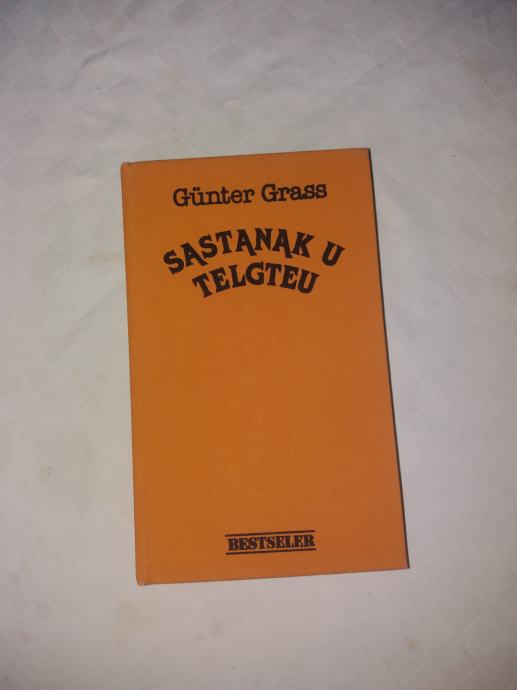 Günter Grass
SASTANAK U
TELGTEU
BESTSELER